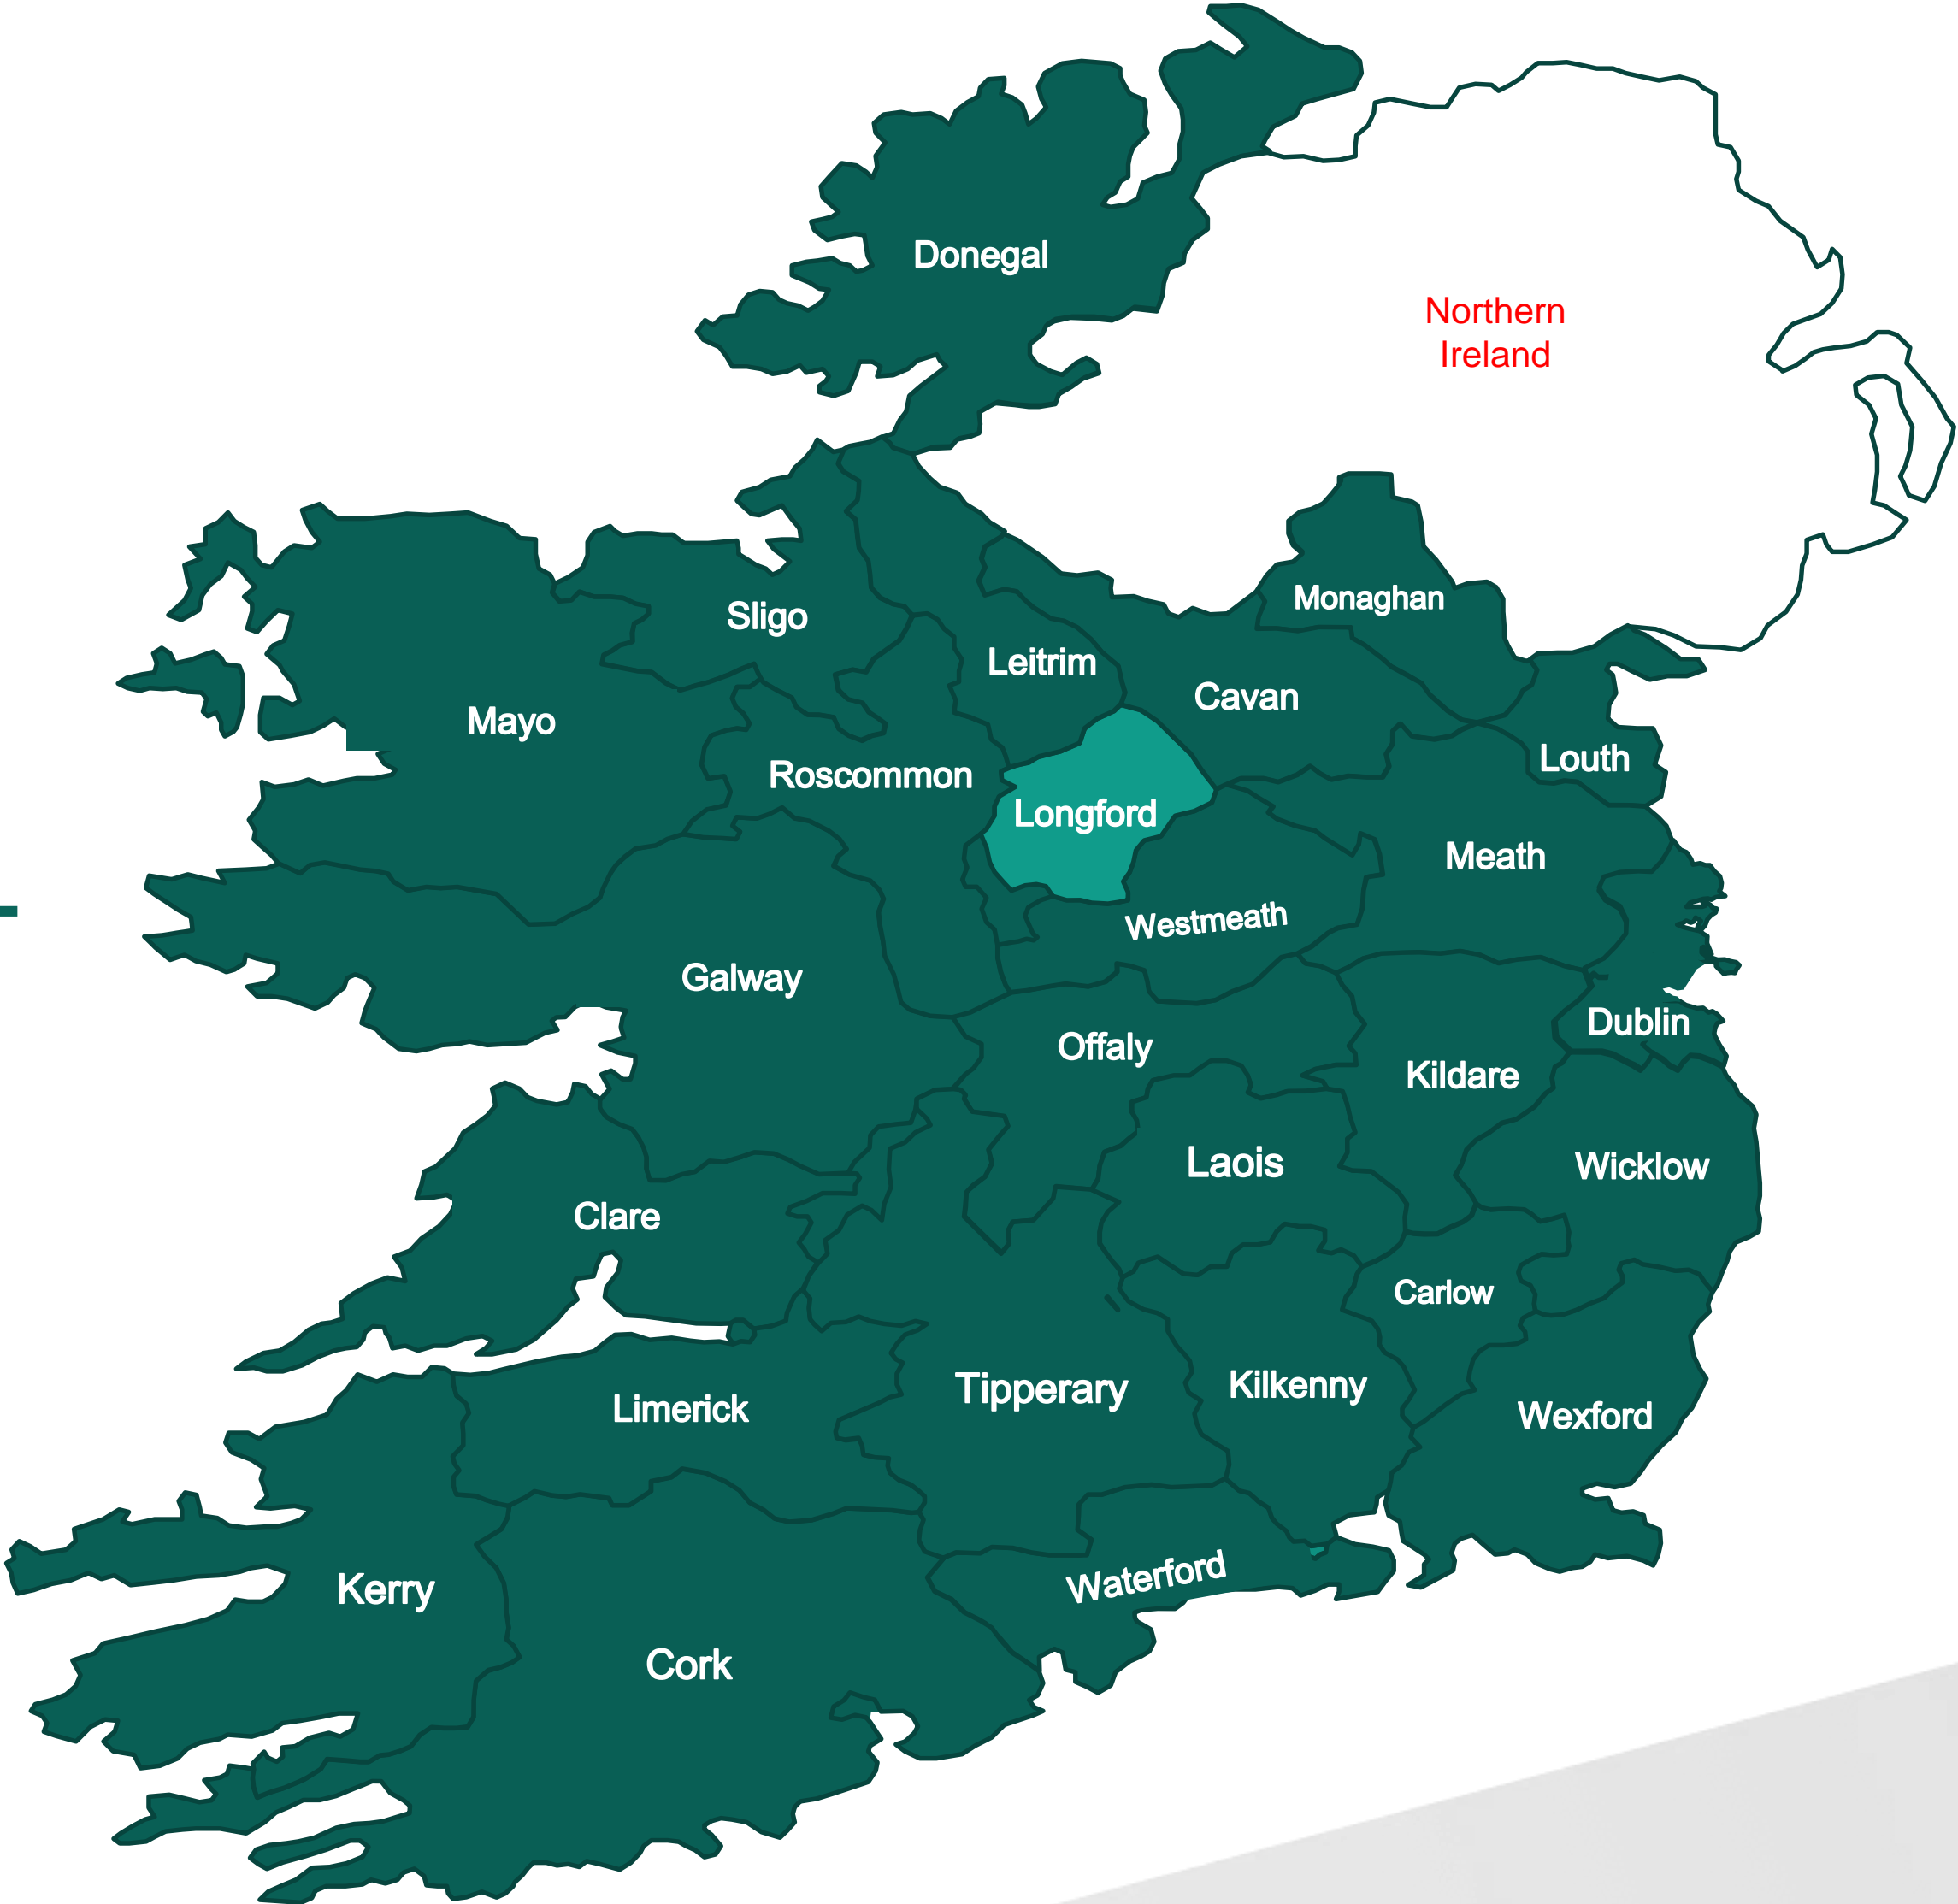 Donegal
Northern
Ireland
Monaghan
Sligo
Leitrim
Cavan
Mayo
Louth
Roscommon
Longford
Meath
Westmeath
Galway
Dublin
Offaly
Kildare
Laois
Wicklow
Clare
Carlow
Kilkenny
Tipperary
Limerick
Wexford
Waterford
Kerry
Cork